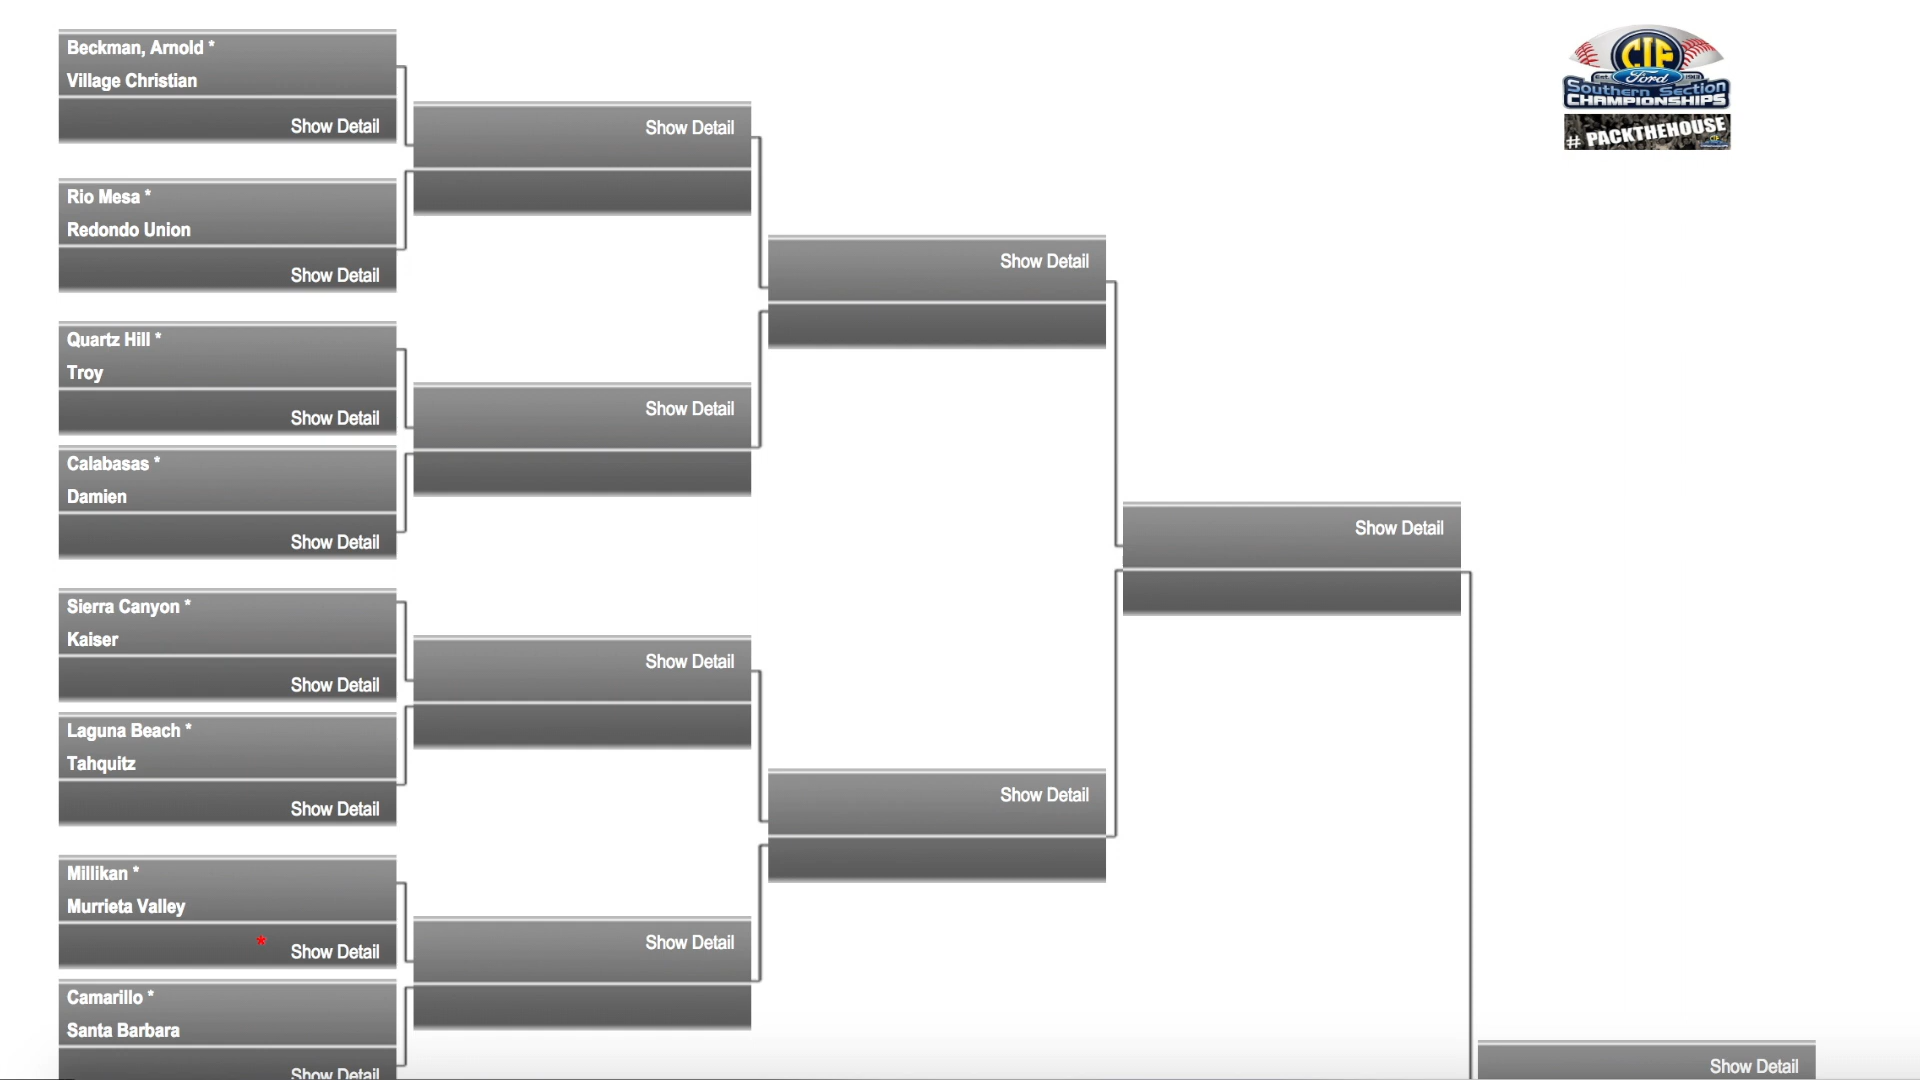 Beckman, Arnold *
Village Christian
Show Detail
Rio Mesa *
Redondo Union
Show Detail
Quartz Hill *
Troy
Show Detail
Calabasas *
Damien
Show Detail
Sierra Canyon *
Kaiser
Show Detail
Laguna Beach *
Tahquitz
Show Detail
Millikan *
Murrieta Valley
* Show Detail
Camarillo *
Santa Barbara
Show Detail
Show Detail
Show Detail
Show Detail
Show Detail
Show Detail
Show Detail
Show Detail
Show Detail
CIF
Est. 1913
Ford
Southern Section
CHAMPIONSHIPS
# PACKTHEHOUSE